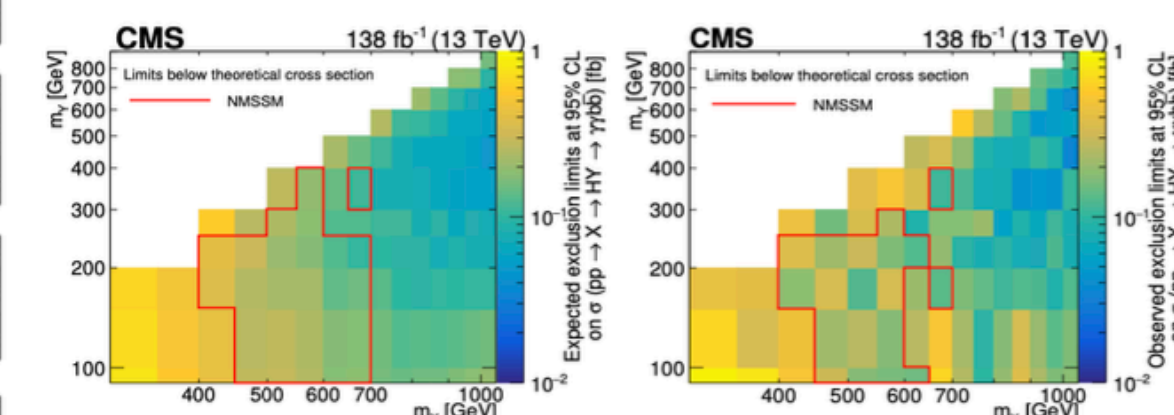 CMS 138 fb⁻¹ (13 TeV)
Limits below theoretical cross section
NMSSM
m_Y [GeV]
800
700
600
500
400
300
200
100
400 500 600 700 1000
[GeV]
1
10⁻¹
10⁻²
Expected exclusion limits at 95% CL
on σ (pp → X → HY → γγbb̄) [fb]
CMS 138 fb⁻¹ (13 TeV)
Limits below theoretical cross section
NMSSM
m_Y [GeV]
800
700
600
500
400
300
200
100
400 500 600 700 1000
[GeV]
1
10⁻¹
10⁻²
Observed exclusion limits at 95% CL